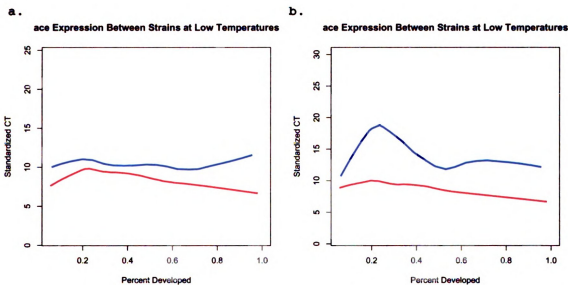 a.
ace Expression Between Strains at Low Temperatures
25
20
15
10
5
0
Standardized CT
0.2 0.4 0.6 0.8 1.0
Percent Developed
b.
ace Expression Between Strains at Low Temperatures
30
25
20
15
10
5
0
Standardized CT
0.2 0.4 0.6 0.8 1.0
Percent Developed